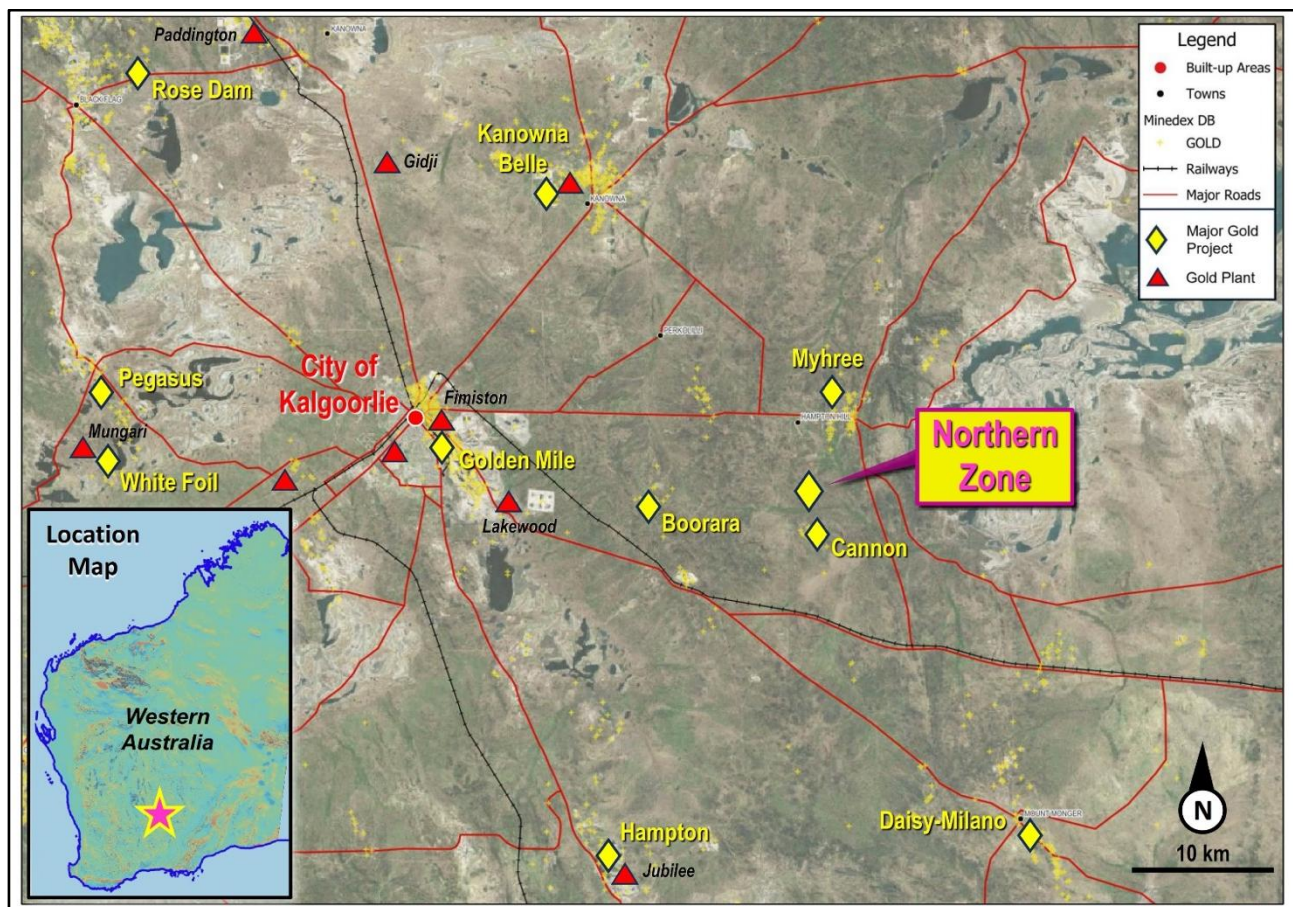 Paddington
KANOWNA
Rose Dam
BLACK FLAG
Gidji
Kanowna
Belle
KANOWNA
Legend
Built-up Areas
Towns
Minedex DB
GOLD
Railways
Major Roads
Major Gold
Project
Gold Plant
PERKOLILLI
Pegasus
Mungari
White Foil
City of
Kalgoorlie
Fimiston
Golden Mile
Lakewood
Myhree
HAMPTON HILL
Northern
Zone
Boorara
Cannon
Location
Map
Western
Australia
Hampton
Jubilee
Daisy-Milano
MOUNT MONGER
N
10 km